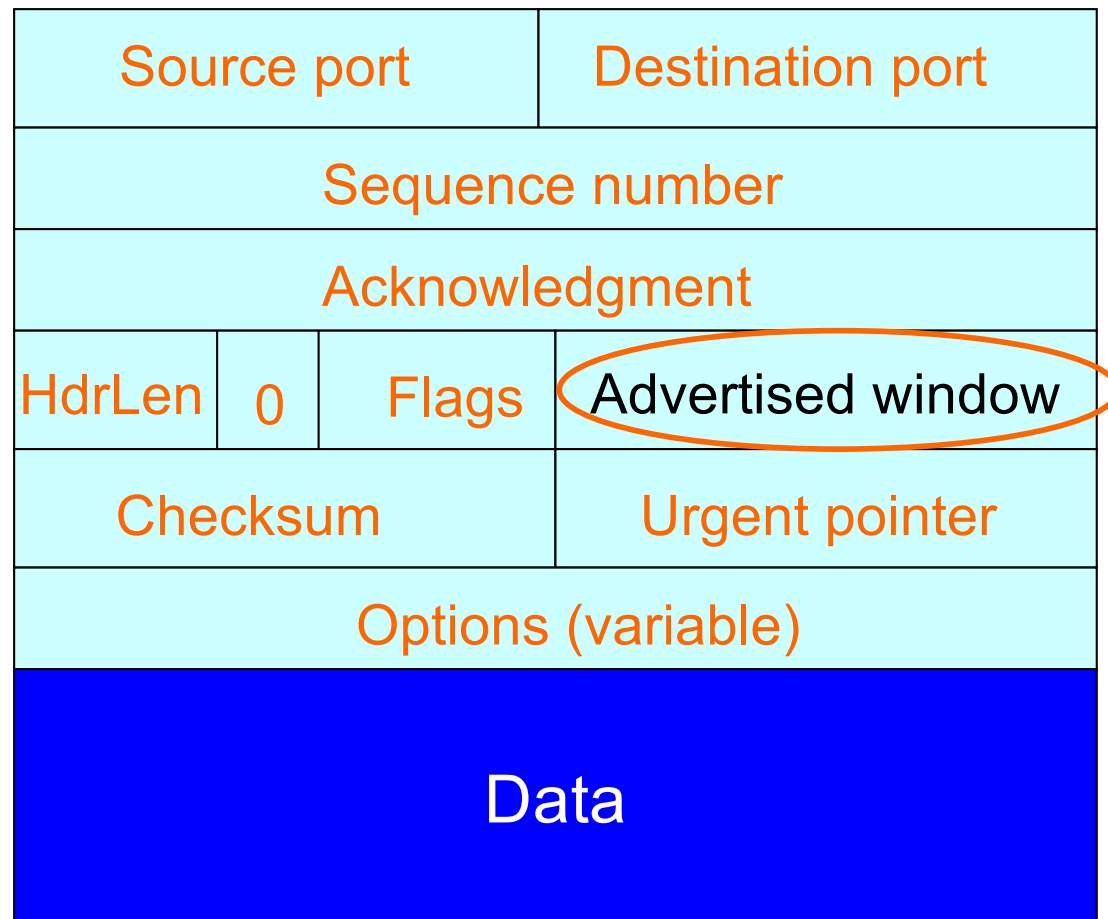 Source port Destination port
Sequence number
Acknowledgment
HdrLen 0 Flags Advertised window
Checksum Urgent pointer
Options (variable)
Data